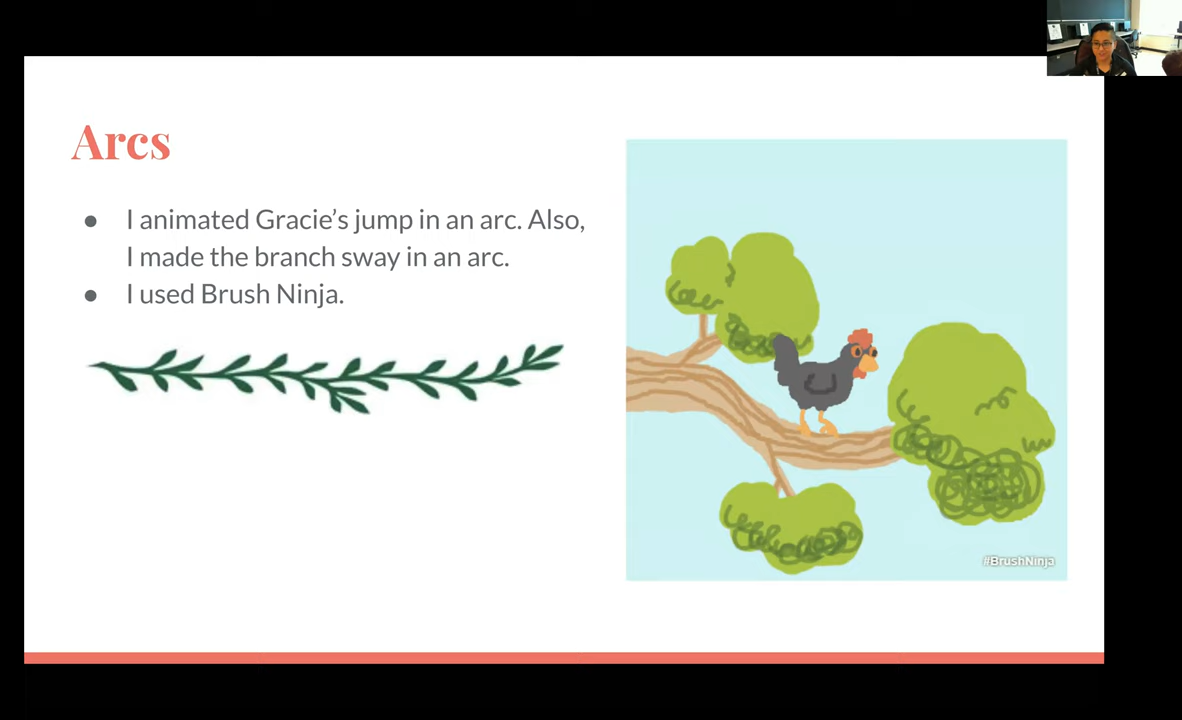 Arcs
● I animated Gracie’s jump in an arc. Also,
I made the branch sway in an arc.
● I used Brush Ninja.
#BrushNinja